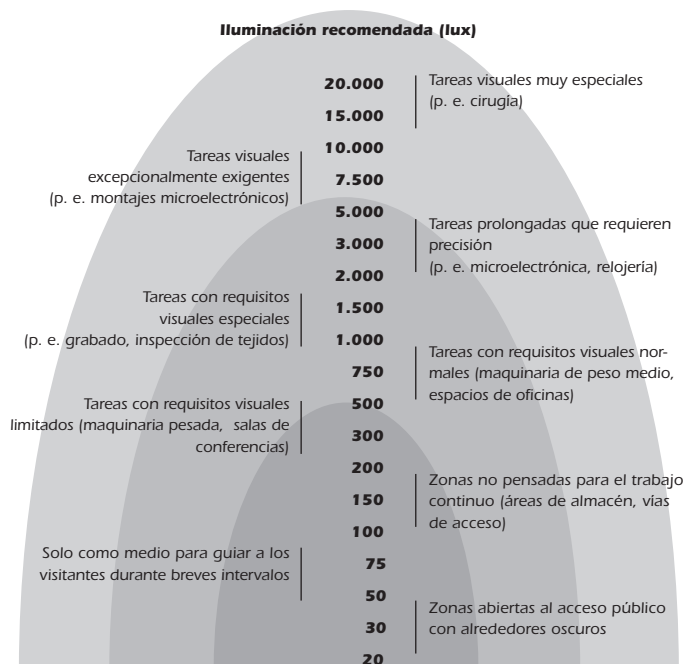 Iluminación recomendada (lux)
20.000
15.000
10.000
7.500
5.000
3.000
2.000
1.500
1.000
750
500
300
200
150
100
75
50
30
20
Tareas visuales muy especiales
(p. e. cirugía)
Tareas visuales
excepcionalmente exigentes
(p. e. montajes microelectrónicos)
Tareas prolongadas que requieren
precisión
(p. e. microelectrónica, relojería)
Tareas con requisitos
visuales especiales
(p. e. grabado, inspección de tejidos)
Tareas con requisitos visuales nor-
males (maquinaria de peso medio,
espacios de oficinas)
Tareas con requisitos visuales
limitados (maquinaria pesada, salas de
conferencias)
Zonas no pensadas para el trabajo
continuo (áreas de almacén, vías
de acceso)
Solo como medio para guiar a los
visitantes durante breves intervalos
Zonas abiertas al acceso público
con alrededores oscuros